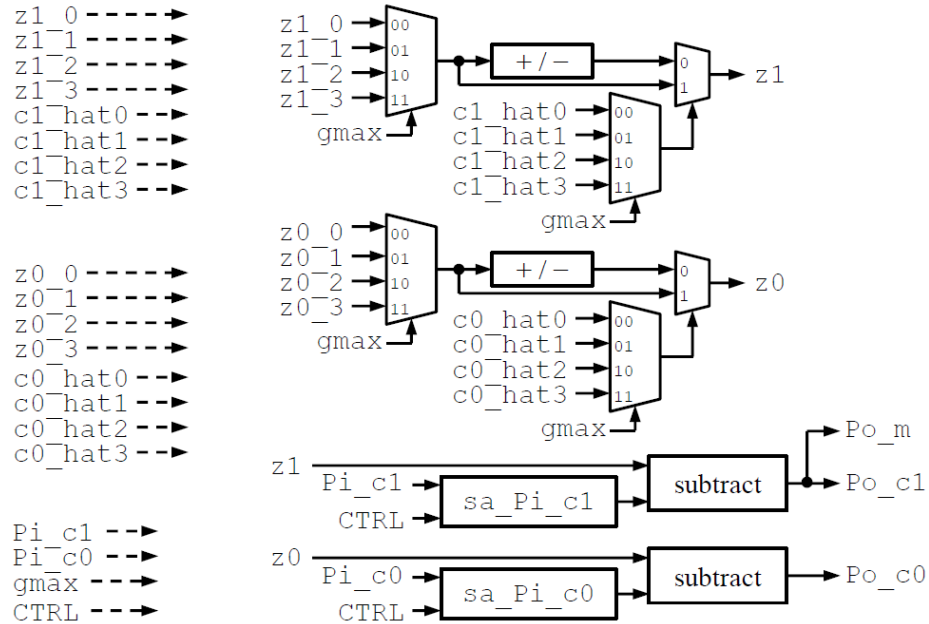 z1_0
z1_1
z1_2
z1_3
c1_hat0
c1_hat1
c1_hat2
c1_hat3
z0_0
z0_1
z0_2
z0_3
c0_hat0
c0_hat1
c0_hat2
c0_hat3
Pi_c1
Pi_c0
gmax
CTRL
z1_0 00
z1_1 01
z1_2 10
z1_3 11
gmax
+/-
0
1
z1
c1_hat0 00
c1_hat1 01
c1_hat2 10
c1_hat3 11
gmax
z0_0 00
z0_1 01
z0_2 10
z0_3 11
gmax
+/-
0
1
z0
c0_hat0 00
c0_hat1 01
c0_hat2 10
c0_hat3 11
gmax
z1
Pi_c1
CTRL
sa_Pi_c1
subtract
Po_m
Po_c1
z0
Pi_c0
CTRL
sa_Pi_c0
subtract
Po_c0